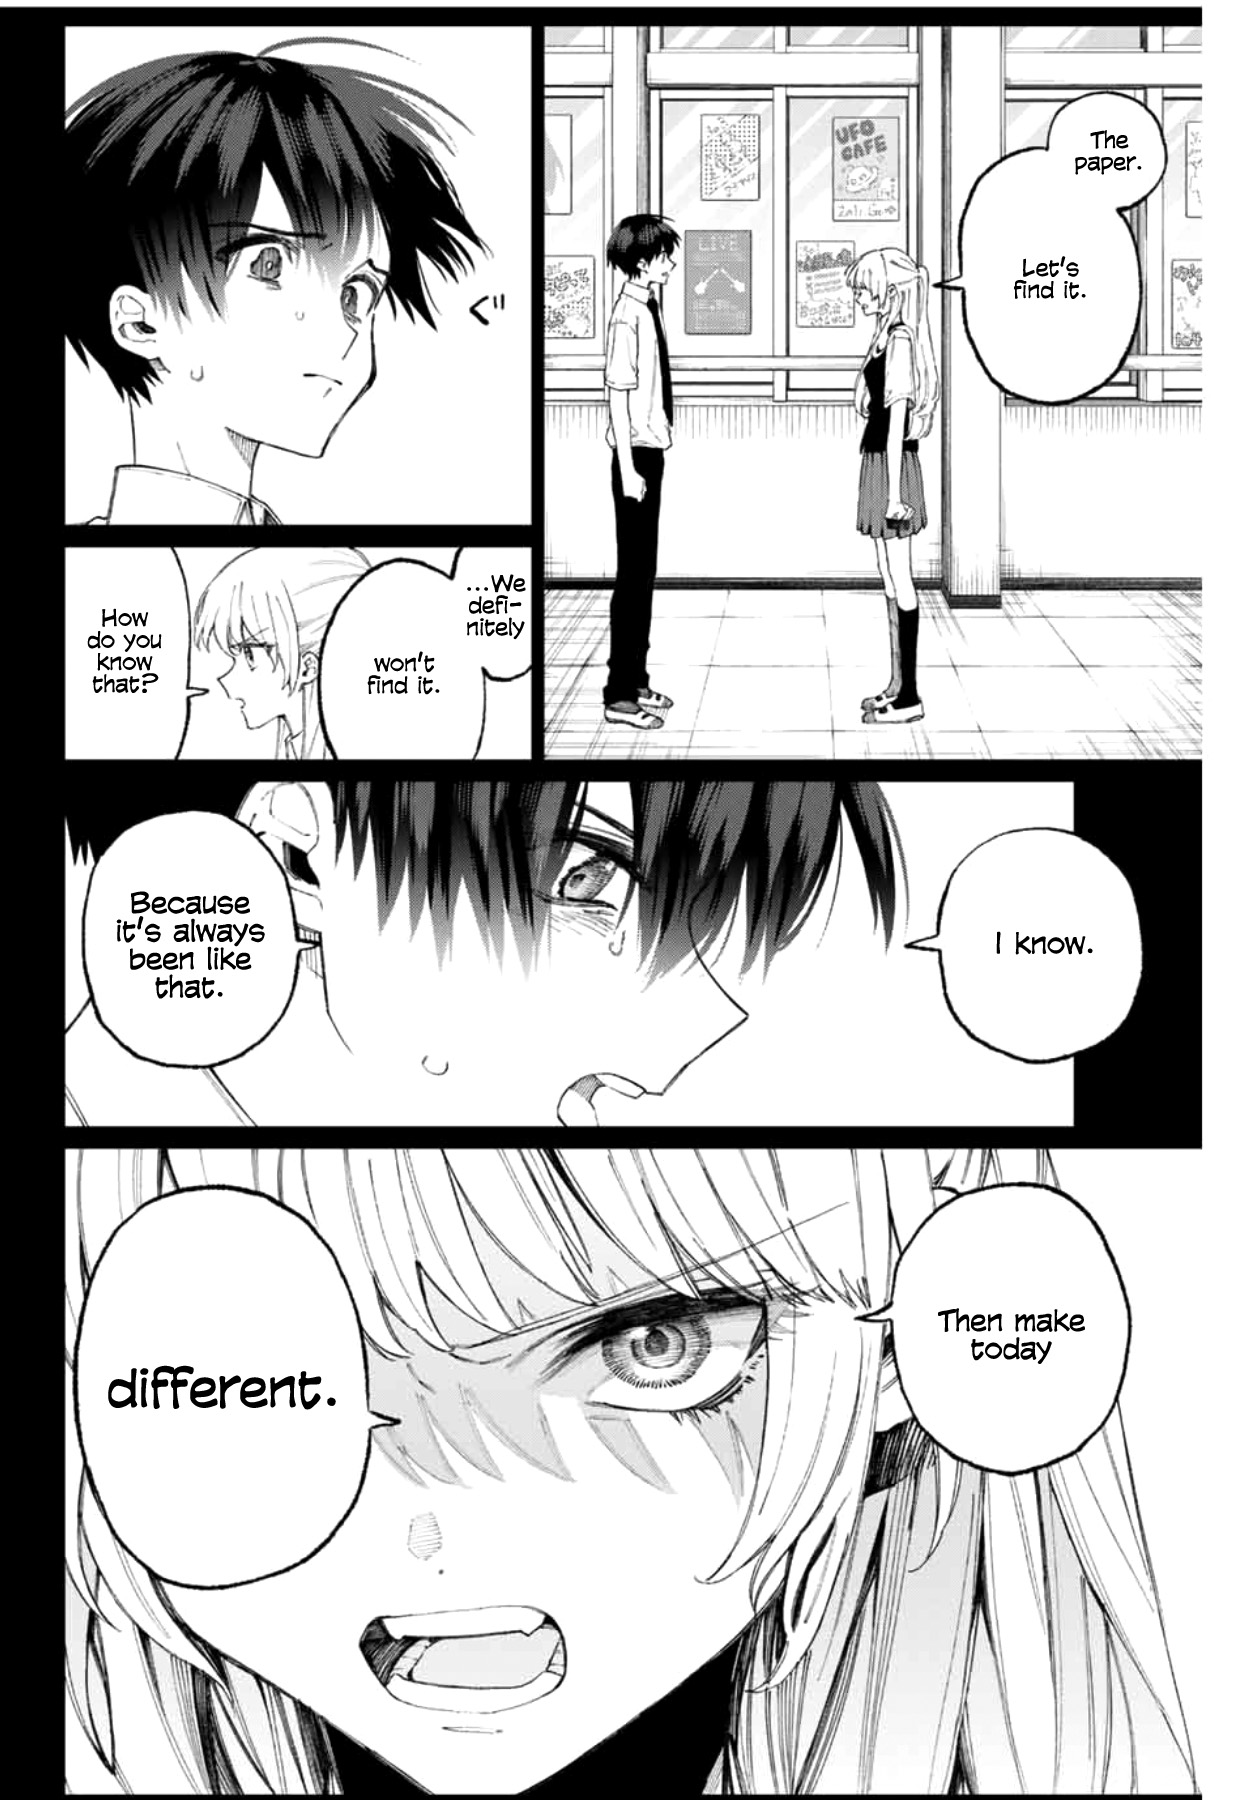 The
paper.
Let's
find it.
UFO
CAFE
LIVE
ぐ"
...We
defi-
nitely
won't
find it.
How
do you
know
that?
I know.
Because
it's always
been like
that.
Then make
today
different.